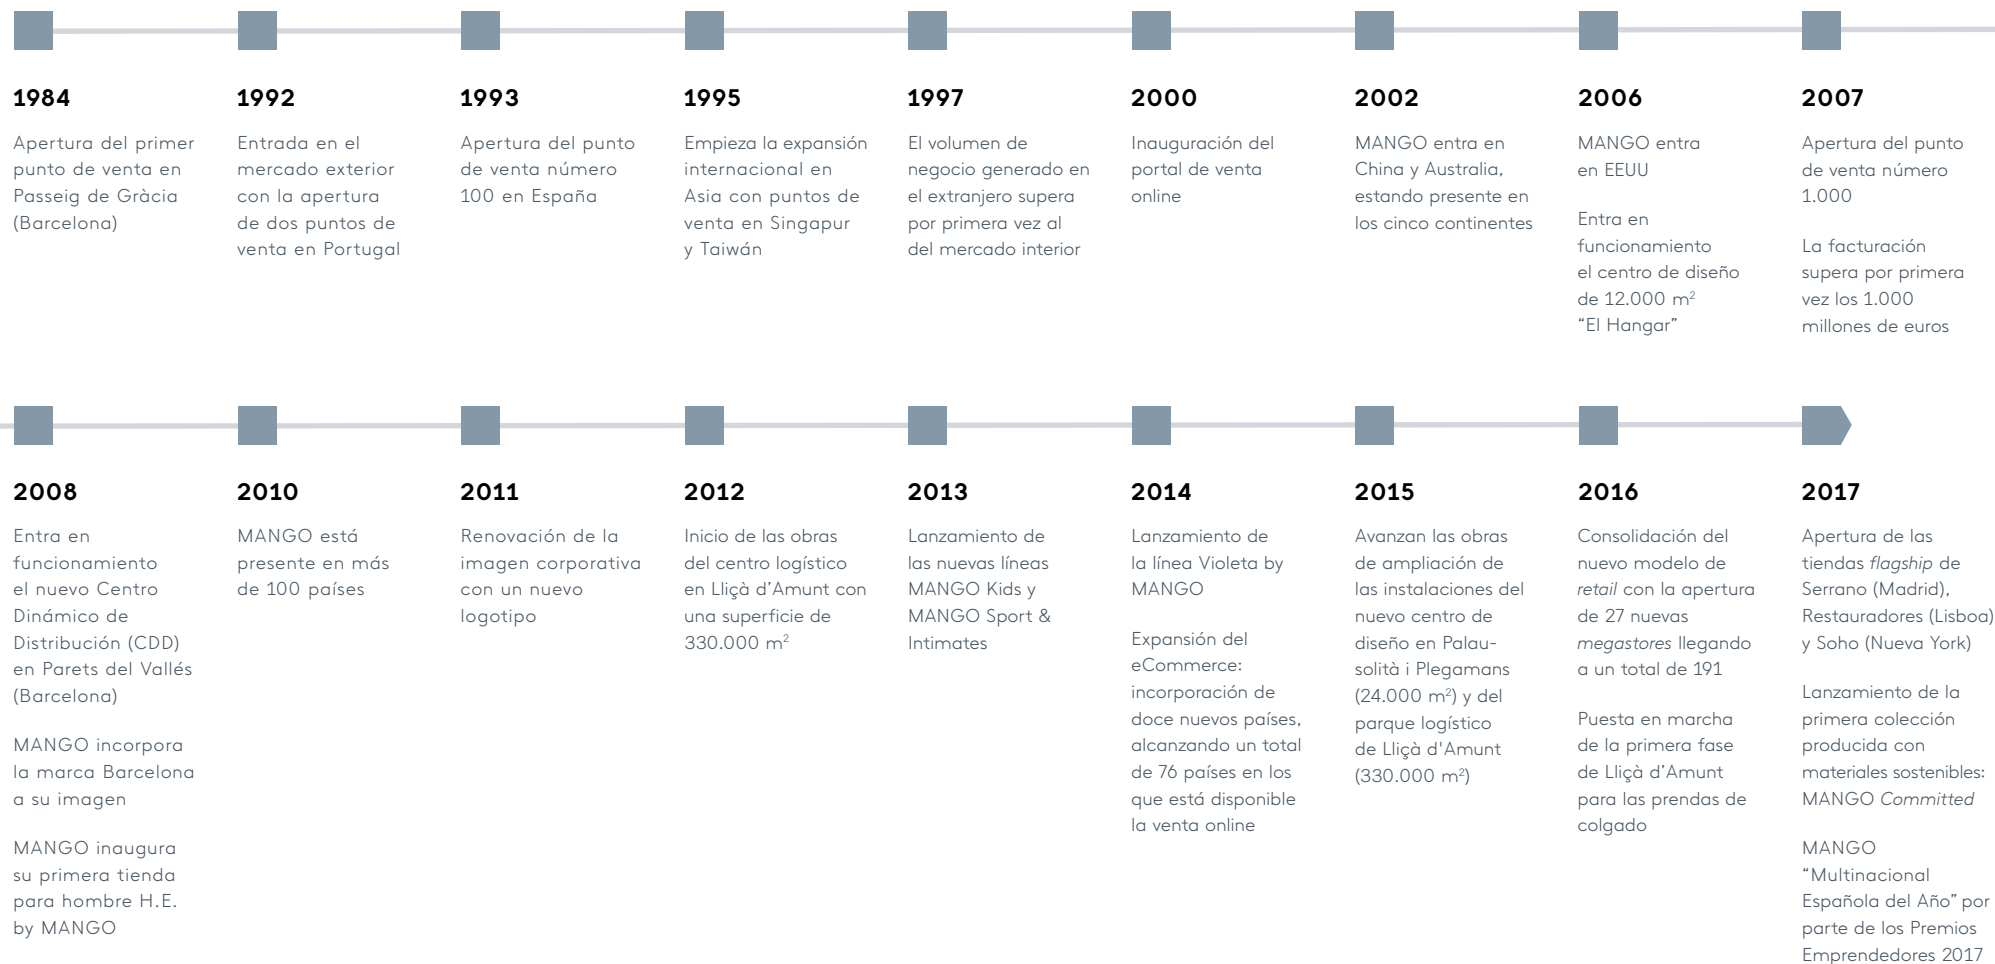 1984
Apertura del primer
punto de venta en
Passeig de Gràcia
(Barcelona)
1992
Entrada en el
mercado exterior
con la apertura
de dos puntos de
venta en Portugal
1993
Apertura del punto
de venta número
100 en España
1995
Empieza la expansión
internacional en
Asia con puntos de
venta en Singapur
y Taiwán
1997
El volumen de
negocio generado en
el extranjero supera
por primera vez al
del mercado interior
2000
Inauguración del
portal de venta
online
2002
MANGO entra en
China y Australia,
estando presente en
los cinco continentes
2006
MANGO entra
en EEUU
Entra en
funcionamiento
el centro de diseño
de 12.000 m²
“El Hangar”
2007
Apertura del punto
de venta número
1.000
La facturación
supera por primera
vez los 1.000
millones de euros
2008
Entra en
funcionamiento
el nuevo Centro
Dinámico de
Distribución (CDD)
en Parets del Vallés
(Barcelona)
MANGO incorpora
la marca Barcelona
a su imagen
MANGO inaugura
su primera tienda
para hombre H.E.
by MANGO
2010
MANGO está
presente en más
de 100 países
2011
Renovación de la
imagen corporativa
con un nuevo
logotipo
2012
Inicio de las obras
del centro logístico
en Lliçà d’Amunt con
una superficie de
330.000 m²
2013
Lanzamiento de
las nuevas líneas
MANGO Kids y
MANGO Sport &
Intimates
2014
Lanzamiento de
la línea Violeta by
MANGO
Expansión del
eCommerce:
incorporación de
doce nuevos países,
alcanzando un total
de 76 países en los
que está disponible
la venta online
2015
Avanzan las obras
de ampliación de
las instalaciones del
nuevo centro de
diseño en Palau-
solità i Plegamans
(24.000 m²) y del
parque logístico
de Lliçà d'Amunt
(330.000 m²)
2016
Consolidación del
nuevo modelo de
retail con la apertura
de 27 nuevas
megastores llegando
a un total de 191
Puesta en marcha
de la primera fase
de Lliçà d’Amunt
para las prendas de
colgado
2017
Apertura de las
tiendas flagship de
Serrano (Madrid),
Restauradores (Lisboa)
y Soho (Nueva York)
Lanzamiento de la
primera colección
producida con
materiales sostenibles:
MANGO Committed
MANGO
“Multinacional
Española del Año” por
parte de los Premios
Emprendedores 2017